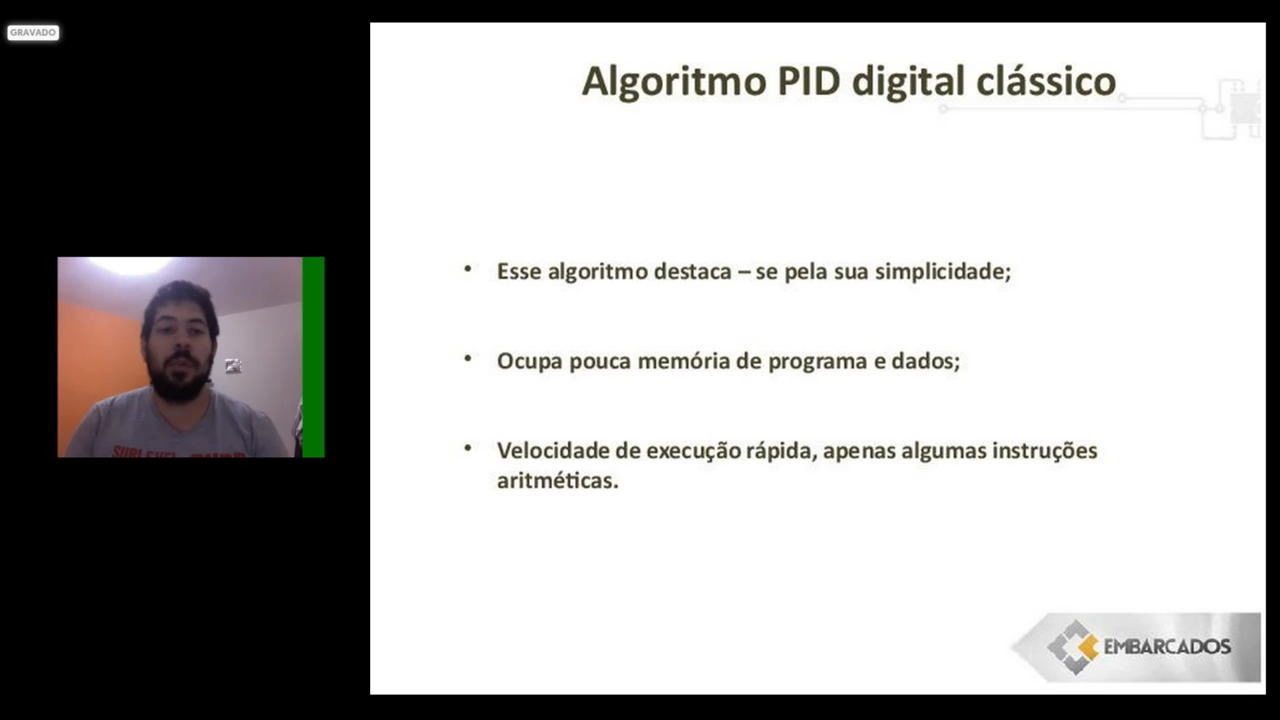 GRAVADO
Algoritmo PID digital clássico
• Esse algoritmo destaca – se pela sua simplicidade;
• Ocupa pouca memória de programa e dados;
• Velocidade de execução rápida, apenas algumas instruções
aritméticas.
EMBARCADOS